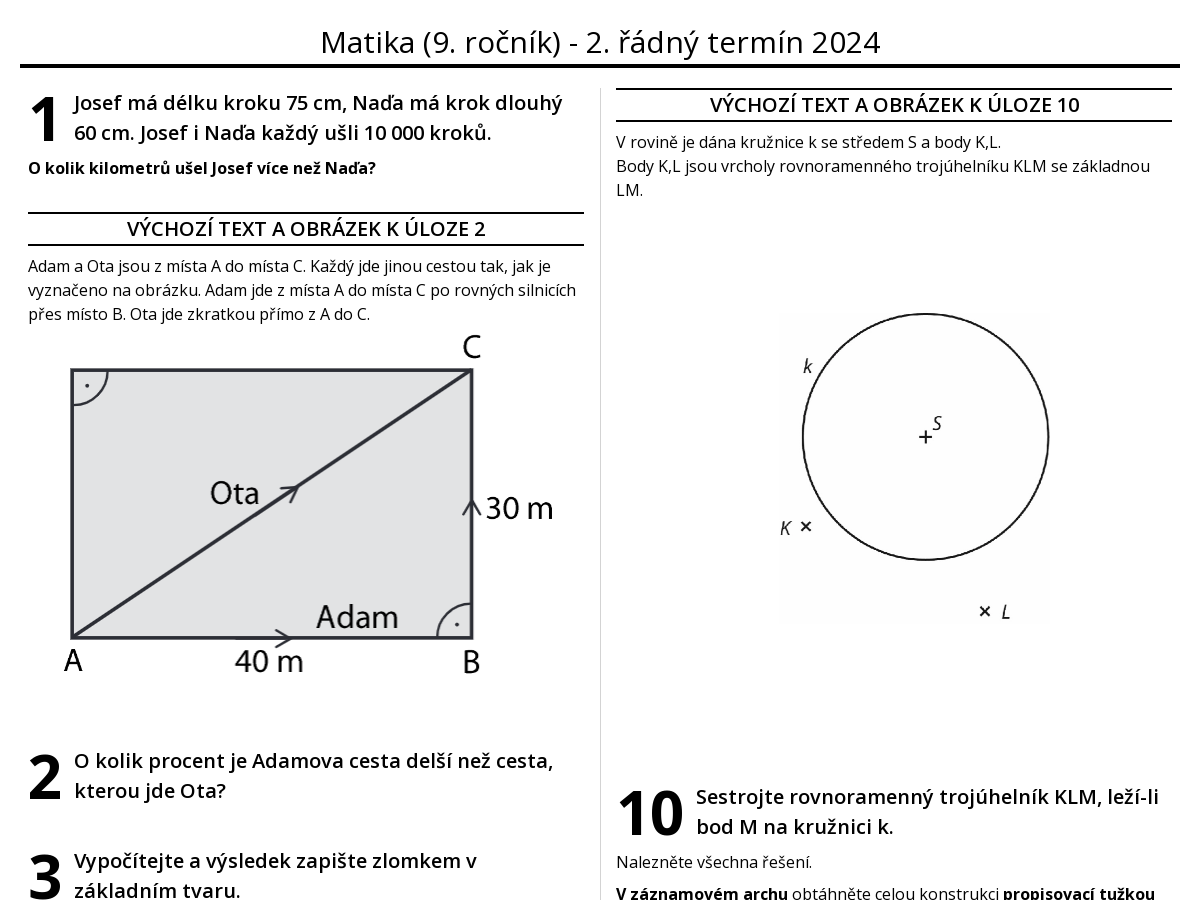 Matika (9. ročník) - 2. řádný termín 2024
1
Josef má délku kroku 75 cm, Naďa má krok dlouhý
60 cm. Josef i Naďa každý ušli 10 000 kroků.
O kolik kilometrů ušel Josef více než Naďa?
VÝCHOZÍ TEXT A OBRÁZEK K ÚLOZE 2
Adam a Ota jsou z místa A do místa C. Každý jde jinou cestou tak, jak je
vyznačeno na obrázku. Adam jde z místa A do místa C po rovných silnicích
přes místo B. Ota jde zkratkou přímo z A do C.
C
Ota
30 m
Adam
A
40 m
B
2
O kolik procent je Adamova cesta delší než cesta,
kterou jde Ota?
3
Vypočítejte a výsledek zapište zlomkem v
základním tvaru.
VÝCHOZÍ TEXT A OBRÁZEK K ÚLOZE 10
V rovině je dána kružnice k se středem S a body K,L.
Body K,L jsou vrcholy rovnoramenného trojúhelníku KLM se základnou
LM.
k
S
K
L
10
Sestrojte rovnoramenný trojúhelník KLM, leží-li
bod M na kružnici k.
Nalezněte všechna řešení.
V záznamovém archu obtáhněte celou konstrukci propisovací tužkou